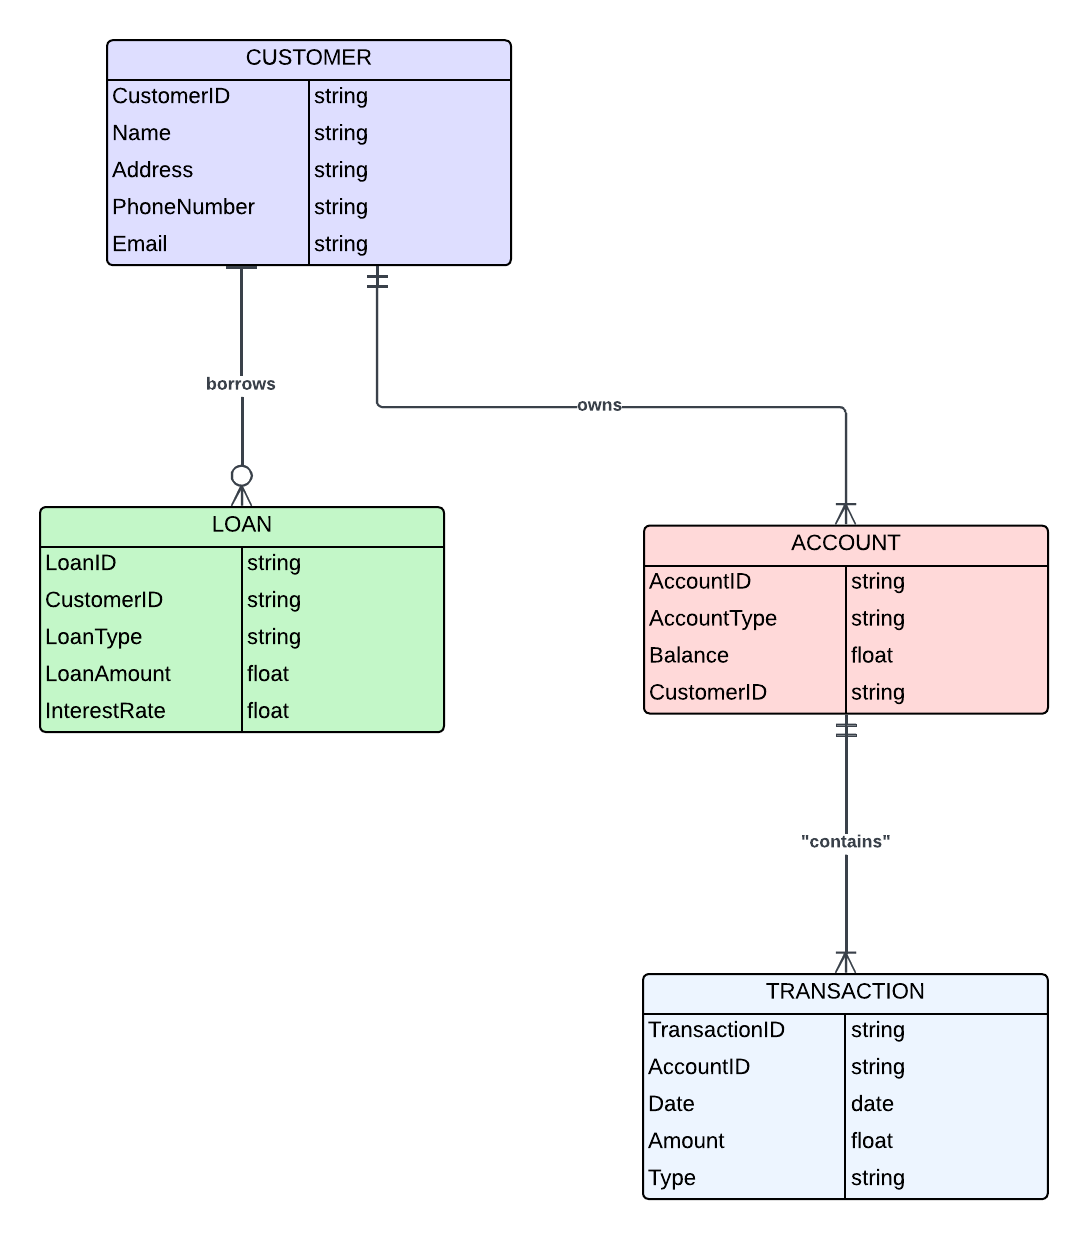 CUSTOMER
CustomerID string
Name string
Address string
PhoneNumber string
Email string
borrows
owns
LOAN
LoanID string
CustomerID string
LoanType string
LoanAmount float
InterestRate float
ACCOUNT
AccountID string
AccountType string
Balance float
CustomerID string
"contains"
TRANSACTION
TransactionID string
AccountID string
Date date
Amount float
Type string